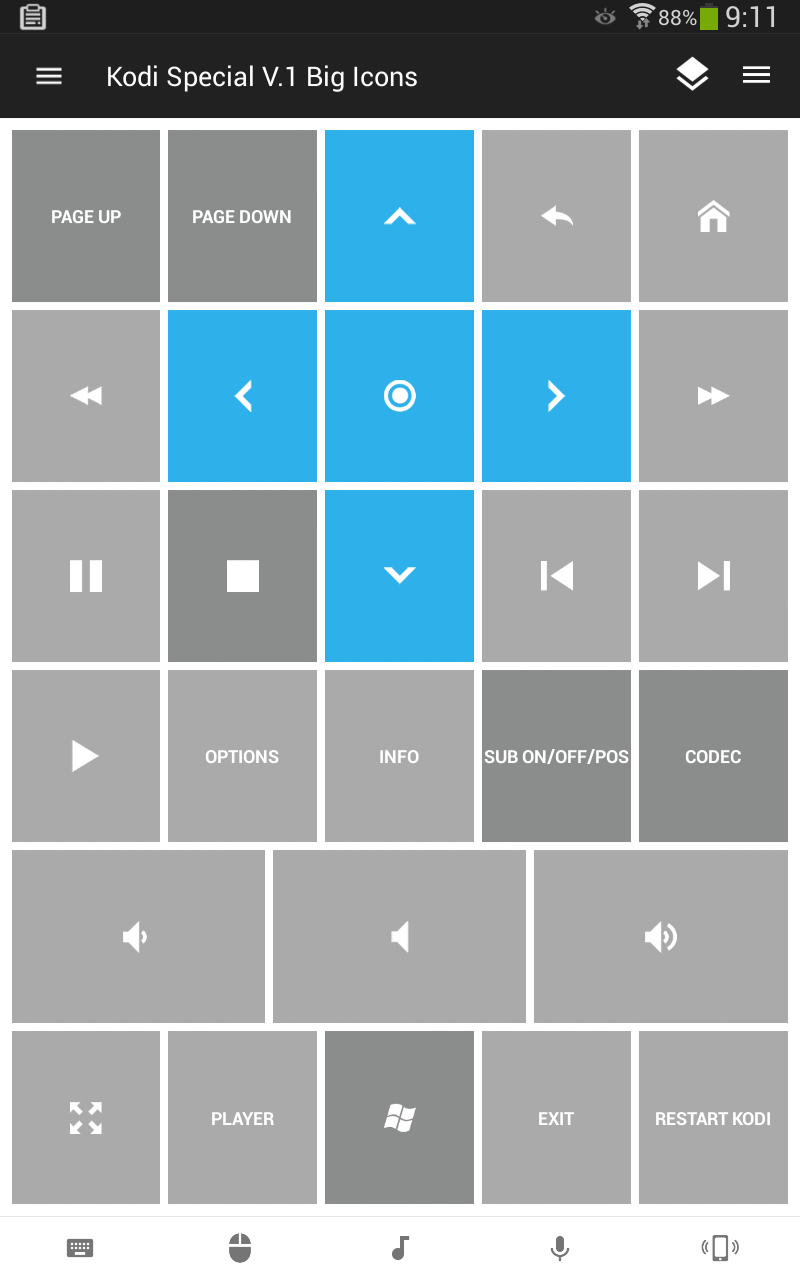 88% 9:11
Kodi Special V.1 Big Icons
PAGE UP PAGE DOWN
OPTIONS INFO SUB ON/OFF/POS CODEC
PLAYER EXIT RESTART KODI